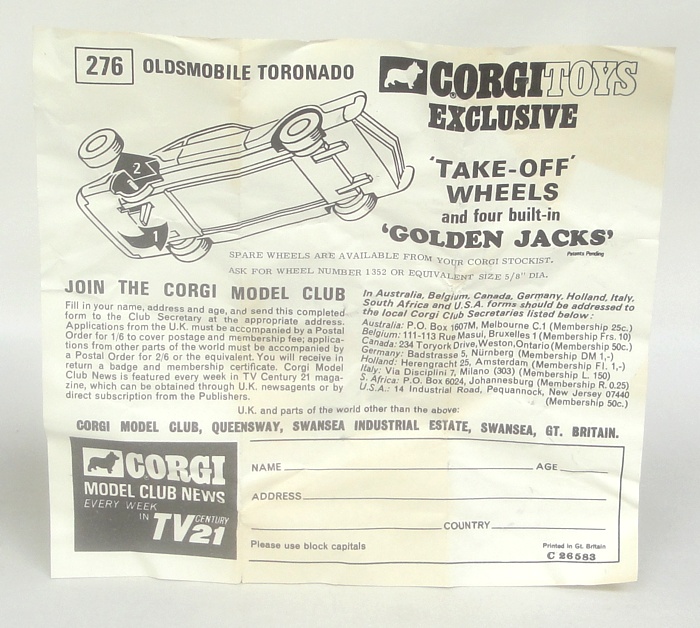 276 OLDSMOBILE TORONADO
CORGI TOYS
EXCLUSIVE
'TAKE-OFF'
WHEELS
and four built-in
'GOLDEN JACKS'
Patents Pending
2
1
SPARE WHEELS ARE AVAILABLE FROM YOUR CORGI STOCKIST.
ASK FOR WHEEL NUMBER 1352 OR EQUIVALENT SIZE 5/8" DIA.
JOIN THE CORGI MODEL CLUB
Fill in your name, address and age, and send this completed
form to the Club Secretary at the appropriate address.
Applications from the U.K. must be accompanied by a Postal
Order for 1/6 to cover postage and membership fee; applica-
tions from other parts of the world must be accompanied by
a Postal Order for 2/6 or the equivalent. You will receive in
return a badge and membership certificate. Corgi Model
Club News is featured every week in TV Century 21 maga-
zine, which can be obtained through U.K. newsagents or by
direct subscription from the Publishers.
In Australia, Belgium, Canada, Germany, Holland, Italy,
South Africa and U.S.A. forms should be addressed to
the local Corgi Club Secretaries listed below:
Australia: P.O. Box 1607M, Melbourne C.1 (Membership 25c.)
Belgium: 111-113 Rue Masui, Bruxelles 1 (Membership Frs. 10)
Canada: 234 Toryork Drive, Weston, Ontario (Membership 50c.)
Germany: Badstrasse 5, Nürnberg (Membership DM 1,-)
Holland: Herengracht 25, Amsterdam (Membership Fl. 1,-)
Italy: Via Disciplini 7, Milano (303) (Membership L. 150)
S. Africa: P.O. Box 6024, Johannesburg (Membership R. 0.25)
U.S.A.: 14 Industrial Road, Pequannock, New Jersey 07440
(Membership 50c.)
U.K. and parts of the world other than the above:
CORGI MODEL CLUB, QUEENSWAY, SWANSEA INDUSTRIAL ESTATE, SWANSEA, GT. BRITAIN.
CORGI
MODEL CLUB NEWS
EVERY WEEK
IN TV CENTURY 21
NAME AGE
ADDRESS
COUNTRY
Please use block capitals
Printed in Gt. Britain
C 26583